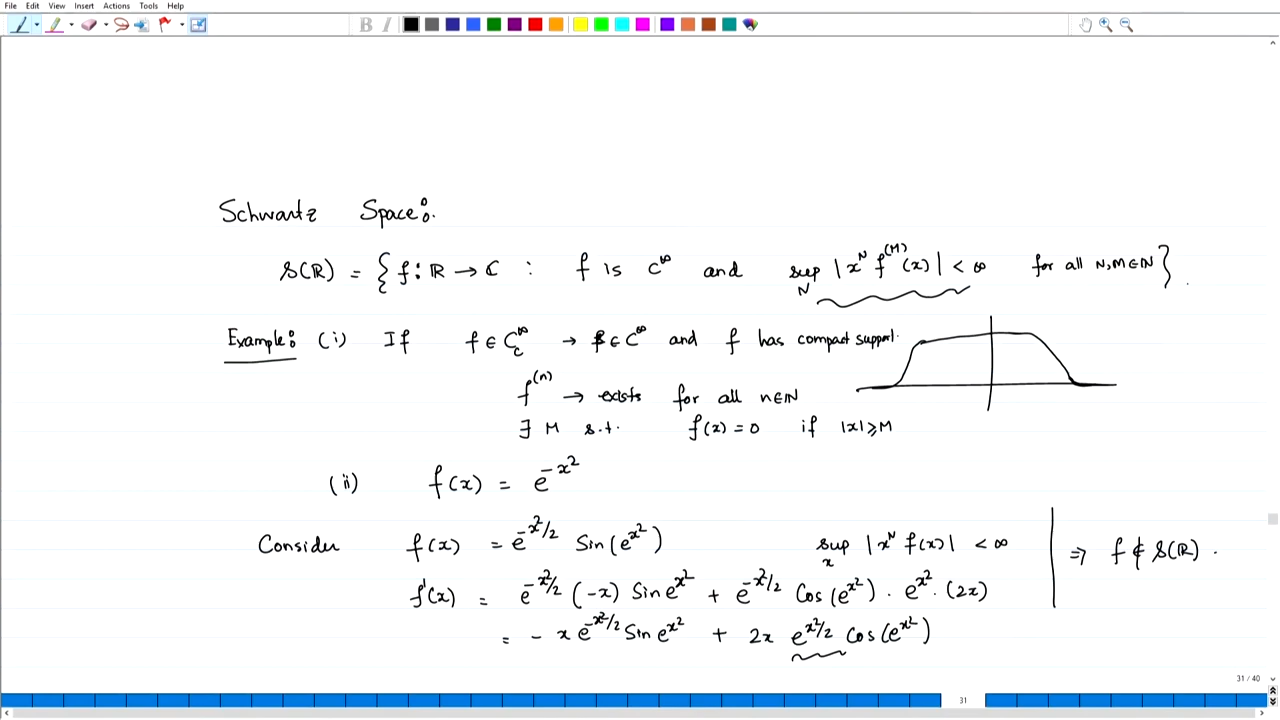 File Edit View Insert Actions Tools Help
B I
Schwartz Space:
S(ℝ) = { f: ℝ → ℂ : f is C^∞ and sup_N |x^N f^(M)(x)| < ∞ for all N,M∈ℕ }.
Example: (i) If f ∈ C_c^∞ → f ∈ C^∞ and f has compact support.
f^(n) → exists for all n∈ℕ
∃ M s.t. f(x) = 0 if |x| ≥ M
(ii) f(x) = e^{-x^2}
Consider f(x) = e^{-x^2/2} Sin(e^{x^2}) sup_x |x^N f(x)| < ∞ ⇒ f ∉ S(ℝ).
f'(x) = e^{-x^2/2} (-x) Sin e^{x^2} + e^{-x^2/2} Cos(e^{x^2}) · e^{x^2} · (2x)
= - x e^{-x^2/2} Sin e^{x^2} + 2x e^{x^2/2} Cos(e^{x^2})
31 / 40
31